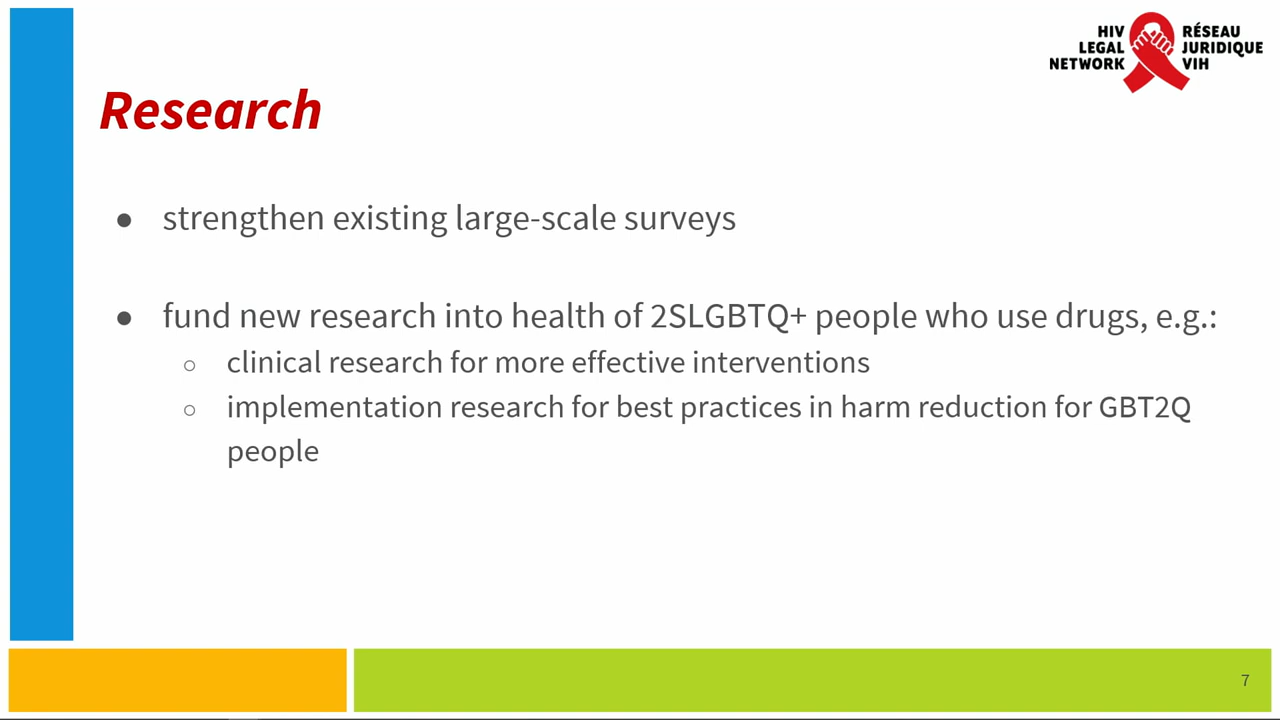 HIV
LEGAL
NETWORK
RÉSEAU
JURIDIQUE
VIH
Research
● strengthen existing large-scale surveys
● fund new research into health of 2SLGBTQ+ people who use drugs, e.g.:
○ clinical research for more effective interventions
○ implementation research for best practices in harm reduction for GBT2Q
people
7